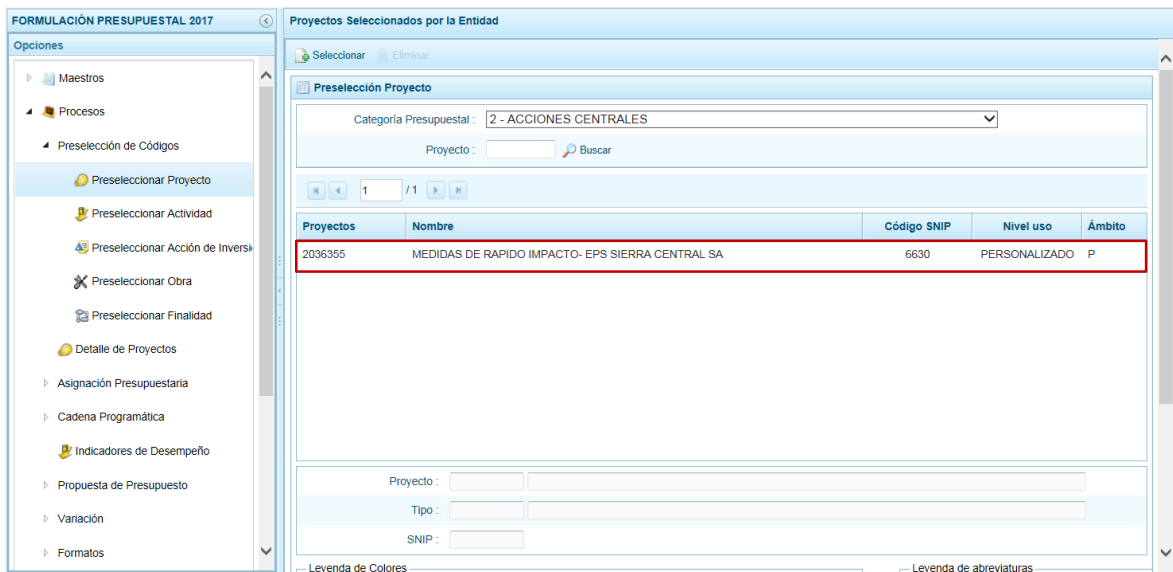 FORMULACIÓN PRESUPUESTAL 2017
Opciones
Maestros
Procesos
Preselección de Códigos
Preseleccionar Proyecto
Preseleccionar Actividad
Preseleccionar Acción de Inversi
Preseleccionar Obra
Preseleccionar Finalidad
Detalle de Proyectos
Asignación Presupuestaria
Cadena Programática
Indicadores de Desempeño
Propuesta de Presupuesto
Variación
Formatos
Proyectos Seleccionados por la Entidad
Seleccionar Eliminar
Preselección Proyecto
Categoría Presupuestal : 2 - ACCIONES CENTRALES
Proyecto : Buscar
1 / 1
Proyectos Nombre Código SNIP Nivel uso Ámbito
2036355 MEDIDAS DE RAPIDO IMPACTO- EPS SIERRA CENTRAL SA 6630 PERSONALIZADO P
Proyecto :
Tipo :
SNIP :
Leyenda de Colores Leyenda de abreviaturas